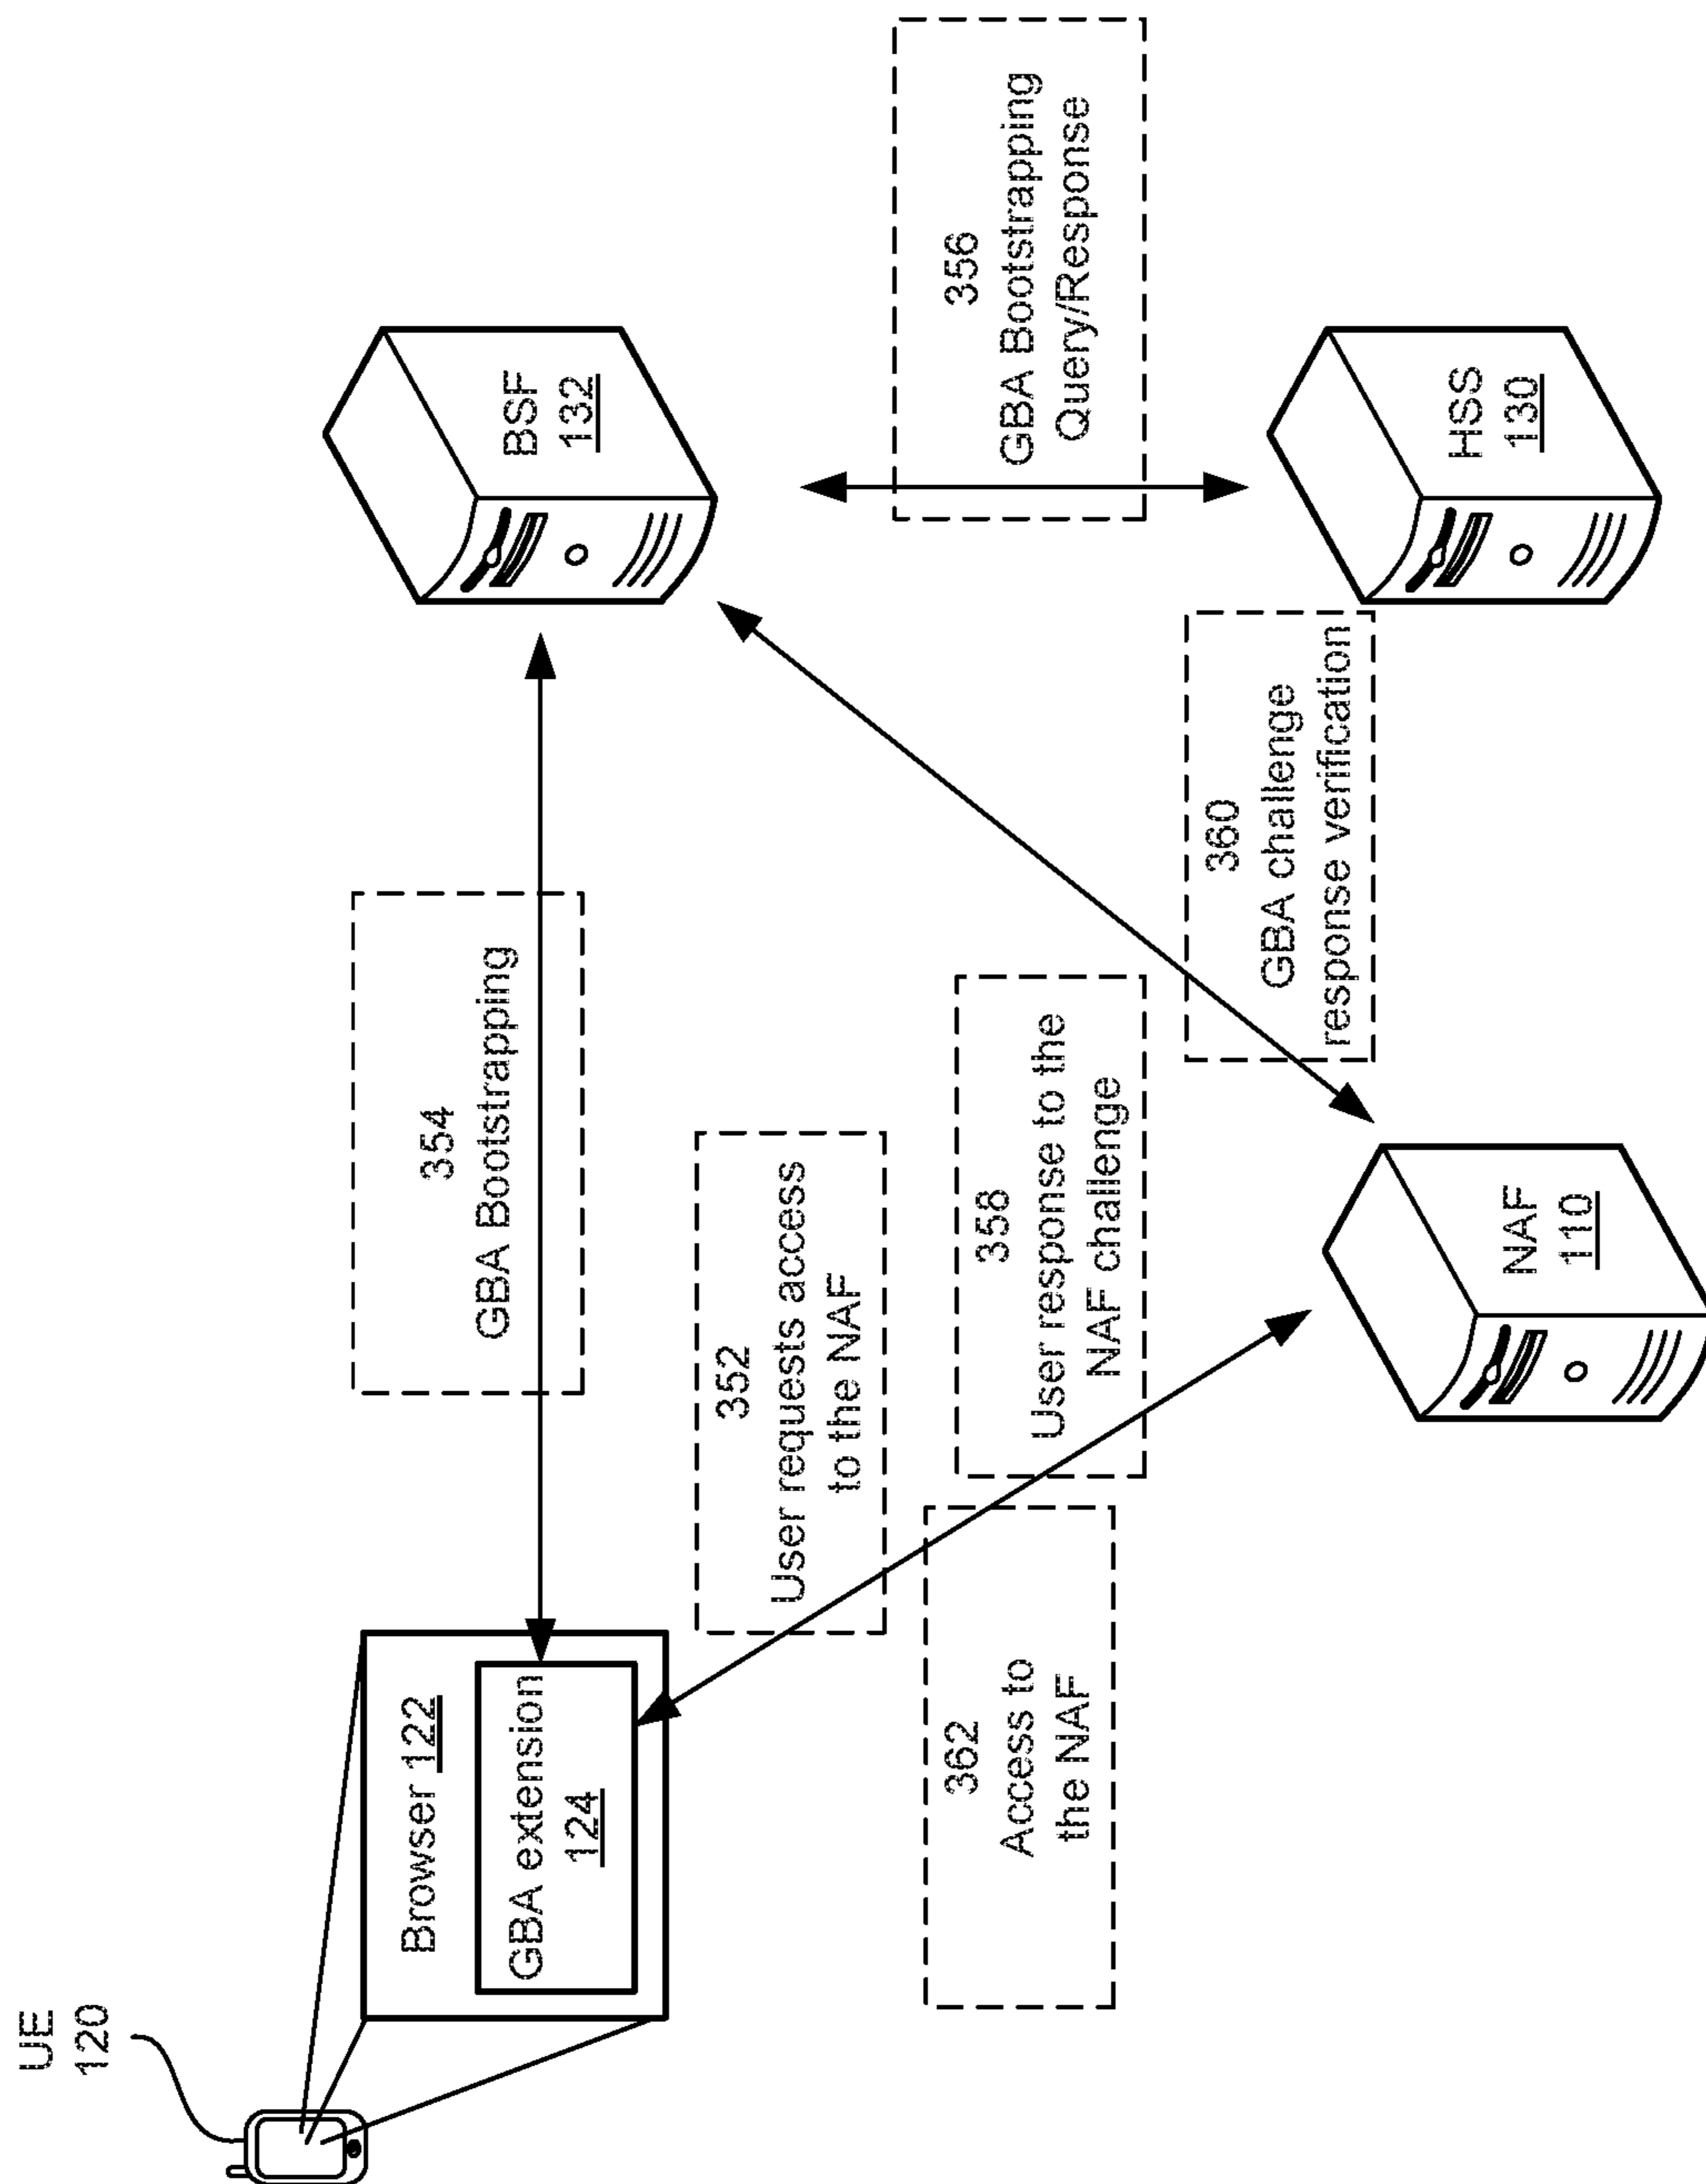 UE
120
Browser 122
GBA extension
124
354
GBA Bootstrapping
BSF
132
352
User requests access
to the NAF
362
Access to
the NAF
358
User response to the
NAF challenge
356
GBA Bootstrapping
Query/Response
360
GBA challenge
response verification
NAF
110
HSS
130